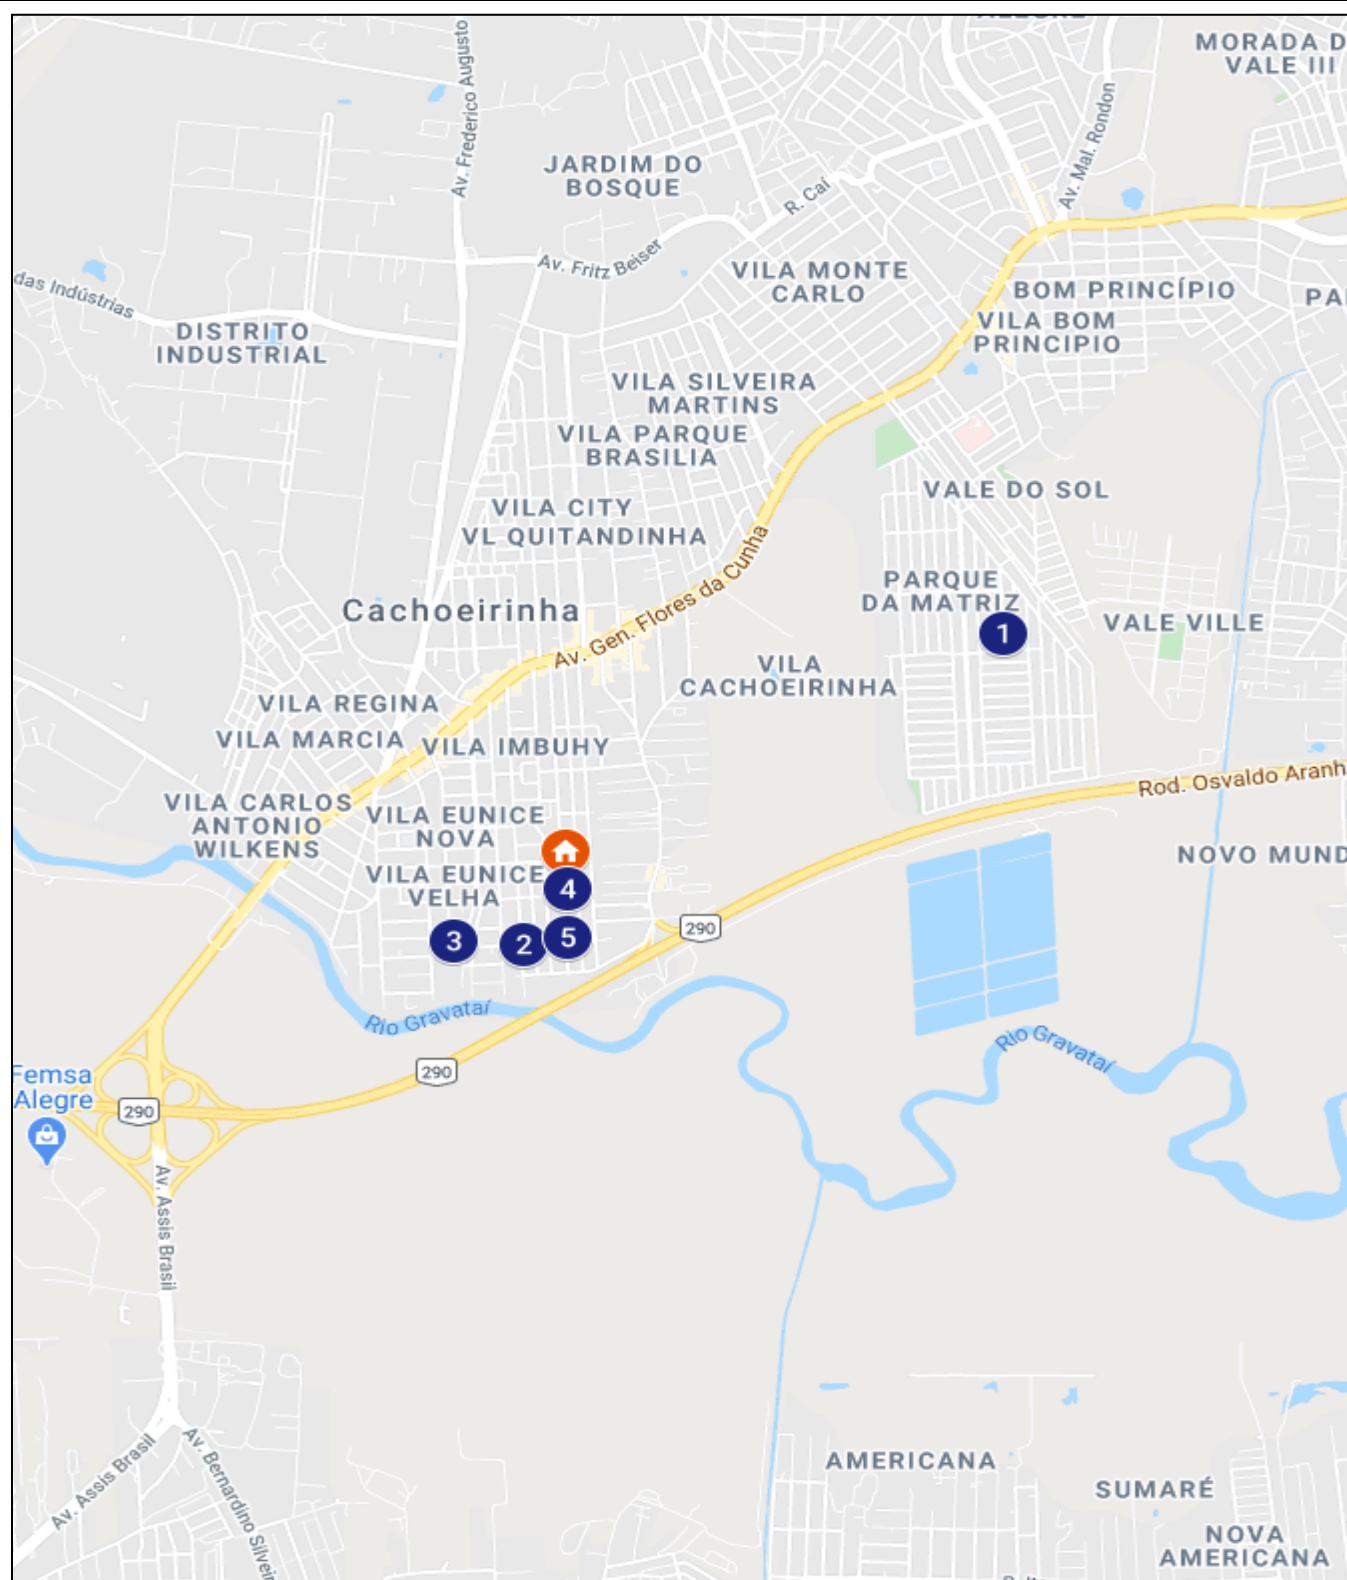 ALEGRE
MORADA D
VALE III
Av. Frederico Augusto
Av. Mal. Rondon
JARDIM DO
BOSQUE
R. Caí
Av. Fritz Beiser
VILA MONTE
CARLO
das Indústrias
BOM PRINCÍPIO
PA
DISTRITO
INDUSTRIAL
VILA BOM
PRINCIPIO
VILA SILVEIRA
MARTINS
VILA PARQUE
BRASILIA
VALE DO SOL
VILA CITY
VL QUITANDINHA
Av. Gen. Flores da Cunha
PARQUE
DA MATRIZ
Cachoeirinha
1
VALE VILLE
VILA
CACHOEIRINHA
VILA REGINA
VILA MARCIA
VILA IMBUHY
Rod. Osvaldo Aranh
VILA CARLOS
ANTONIO
WILKENS
VILA EUNICE
NOVA
NOVO MUND
VILA EUNICE
VELHA
4
290
3
2
5
Rio Gravataí
Rio Gravataí
290
Femsa
Alegre
290
Av. Assis Brasil
Av. Assis Brasil
Av. Bernardino Silvei
AMERICANA
SUMARÉ
NOVA
AMERICANA